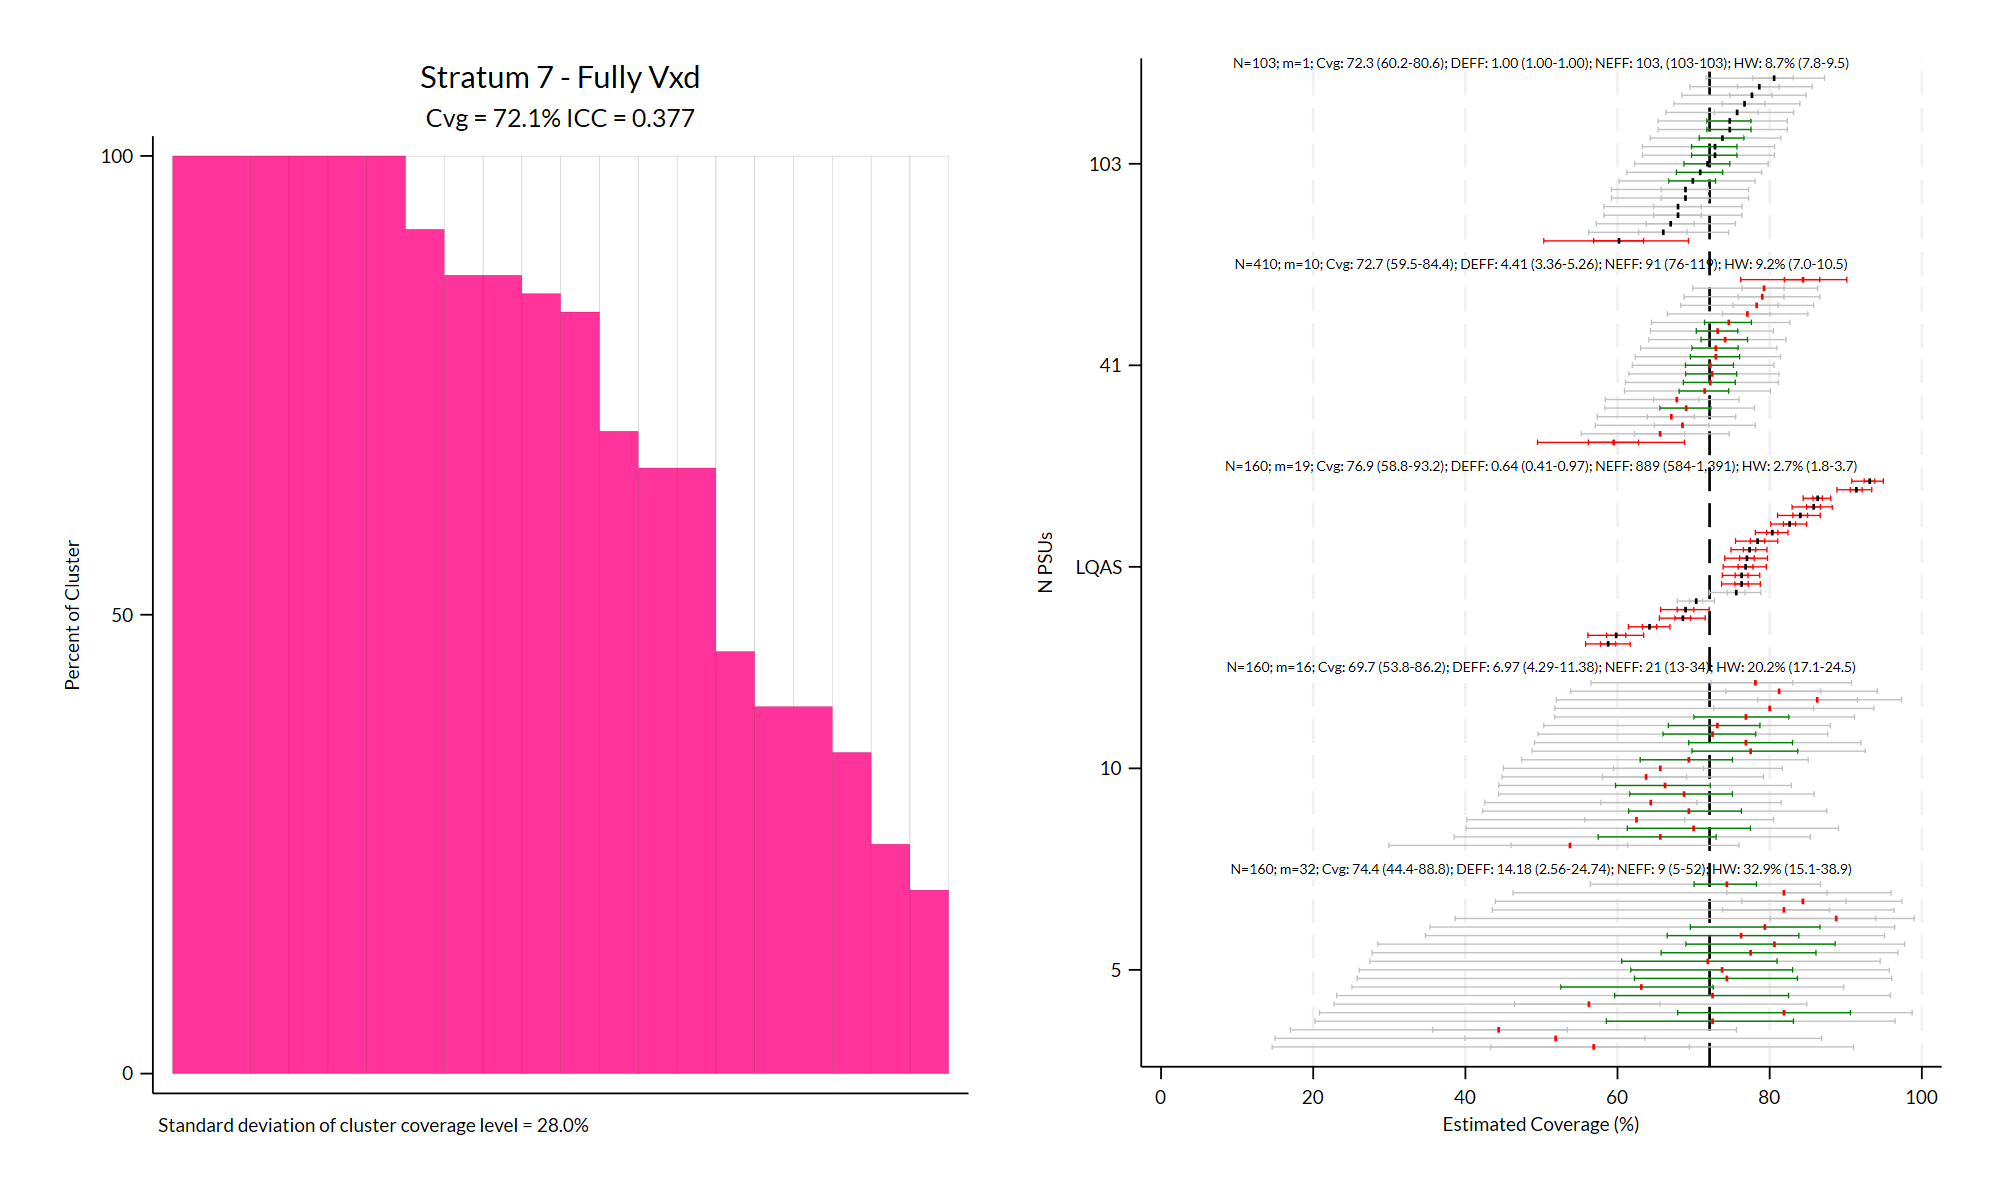 Stratum 7 - Fully Vxd
Cvg = 72.1% ICC = 0.377
100
50
0
Percent of Cluster
Standard deviation of cluster coverage level = 28.0%
N=103; m=1; Cvg: 72.3 (60.2-80.6); DEFF: 1.00 (1.00-1.00); NEFF: 103, (103-103); HW: 8.7% (7.8-9.5)
103
N=410; m=10; Cvg: 72.7 (59.5-84.4); DEFF: 4.41 (3.36-5.26); NEFF: 91 (76-119); HW: 9.2% (7.0-10.5)
41
N=160; m=19; Cvg: 76.9 (58.8-93.2); DEFF: 0.64 (0.41-0.97); NEFF: 889 (584-1,391); HW: 2.7% (1.8-3.7)
N PSUs
LQAS
N=160; m=16; Cvg: 69.7 (53.8-86.2); DEFF: 6.97 (4.29-11.38); NEFF: 21 (13-34); HW: 20.2% (17.1-24.5)
10
N=160; m=32; Cvg: 74.4 (44.4-88.8); DEFF: 14.18 (2.56-24.74); NEFF: 9 (5-52); HW: 32.9% (15.1-38.9)
5
0 20 40 60 80 100
Estimated Coverage (%)